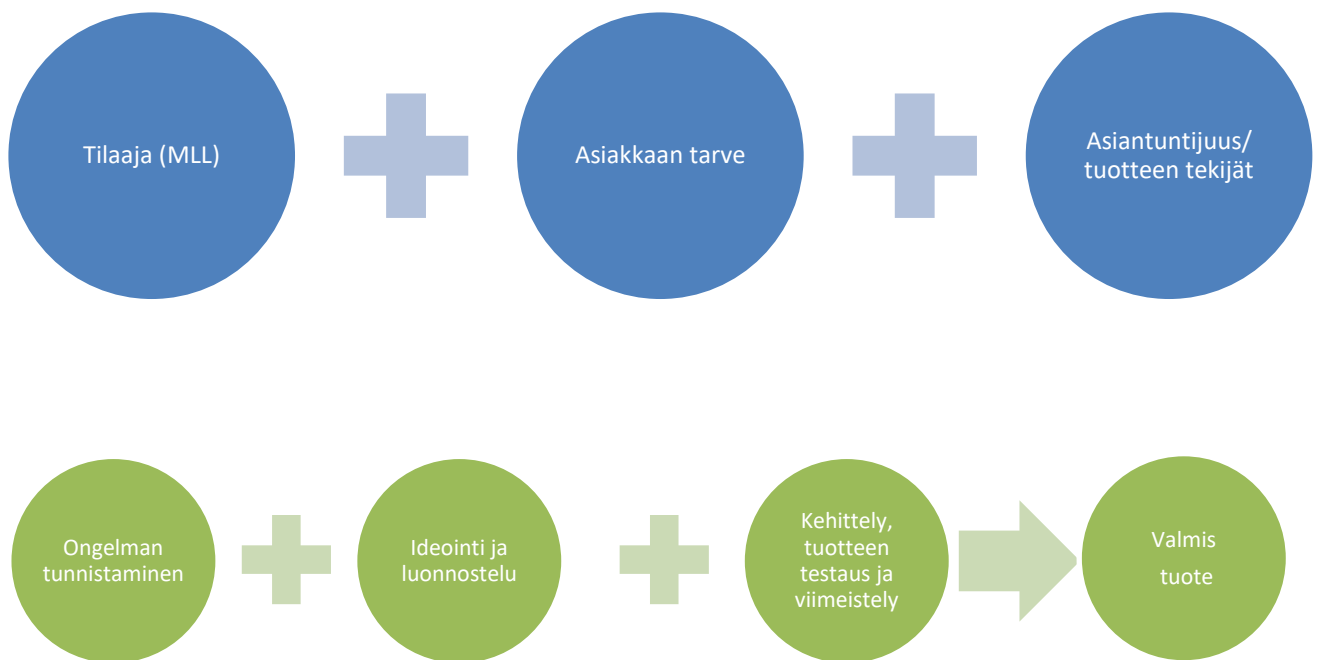 Tilaaja (MLL)
Asiakkaan tarve
Asiantuntijuus/
tuotteen tekijät
Ongelman
tunnistaminen
Ideointi ja
luonnostelu
Kehittely,
tuotteen
testaus ja
viimeistely
Valmis
tuote